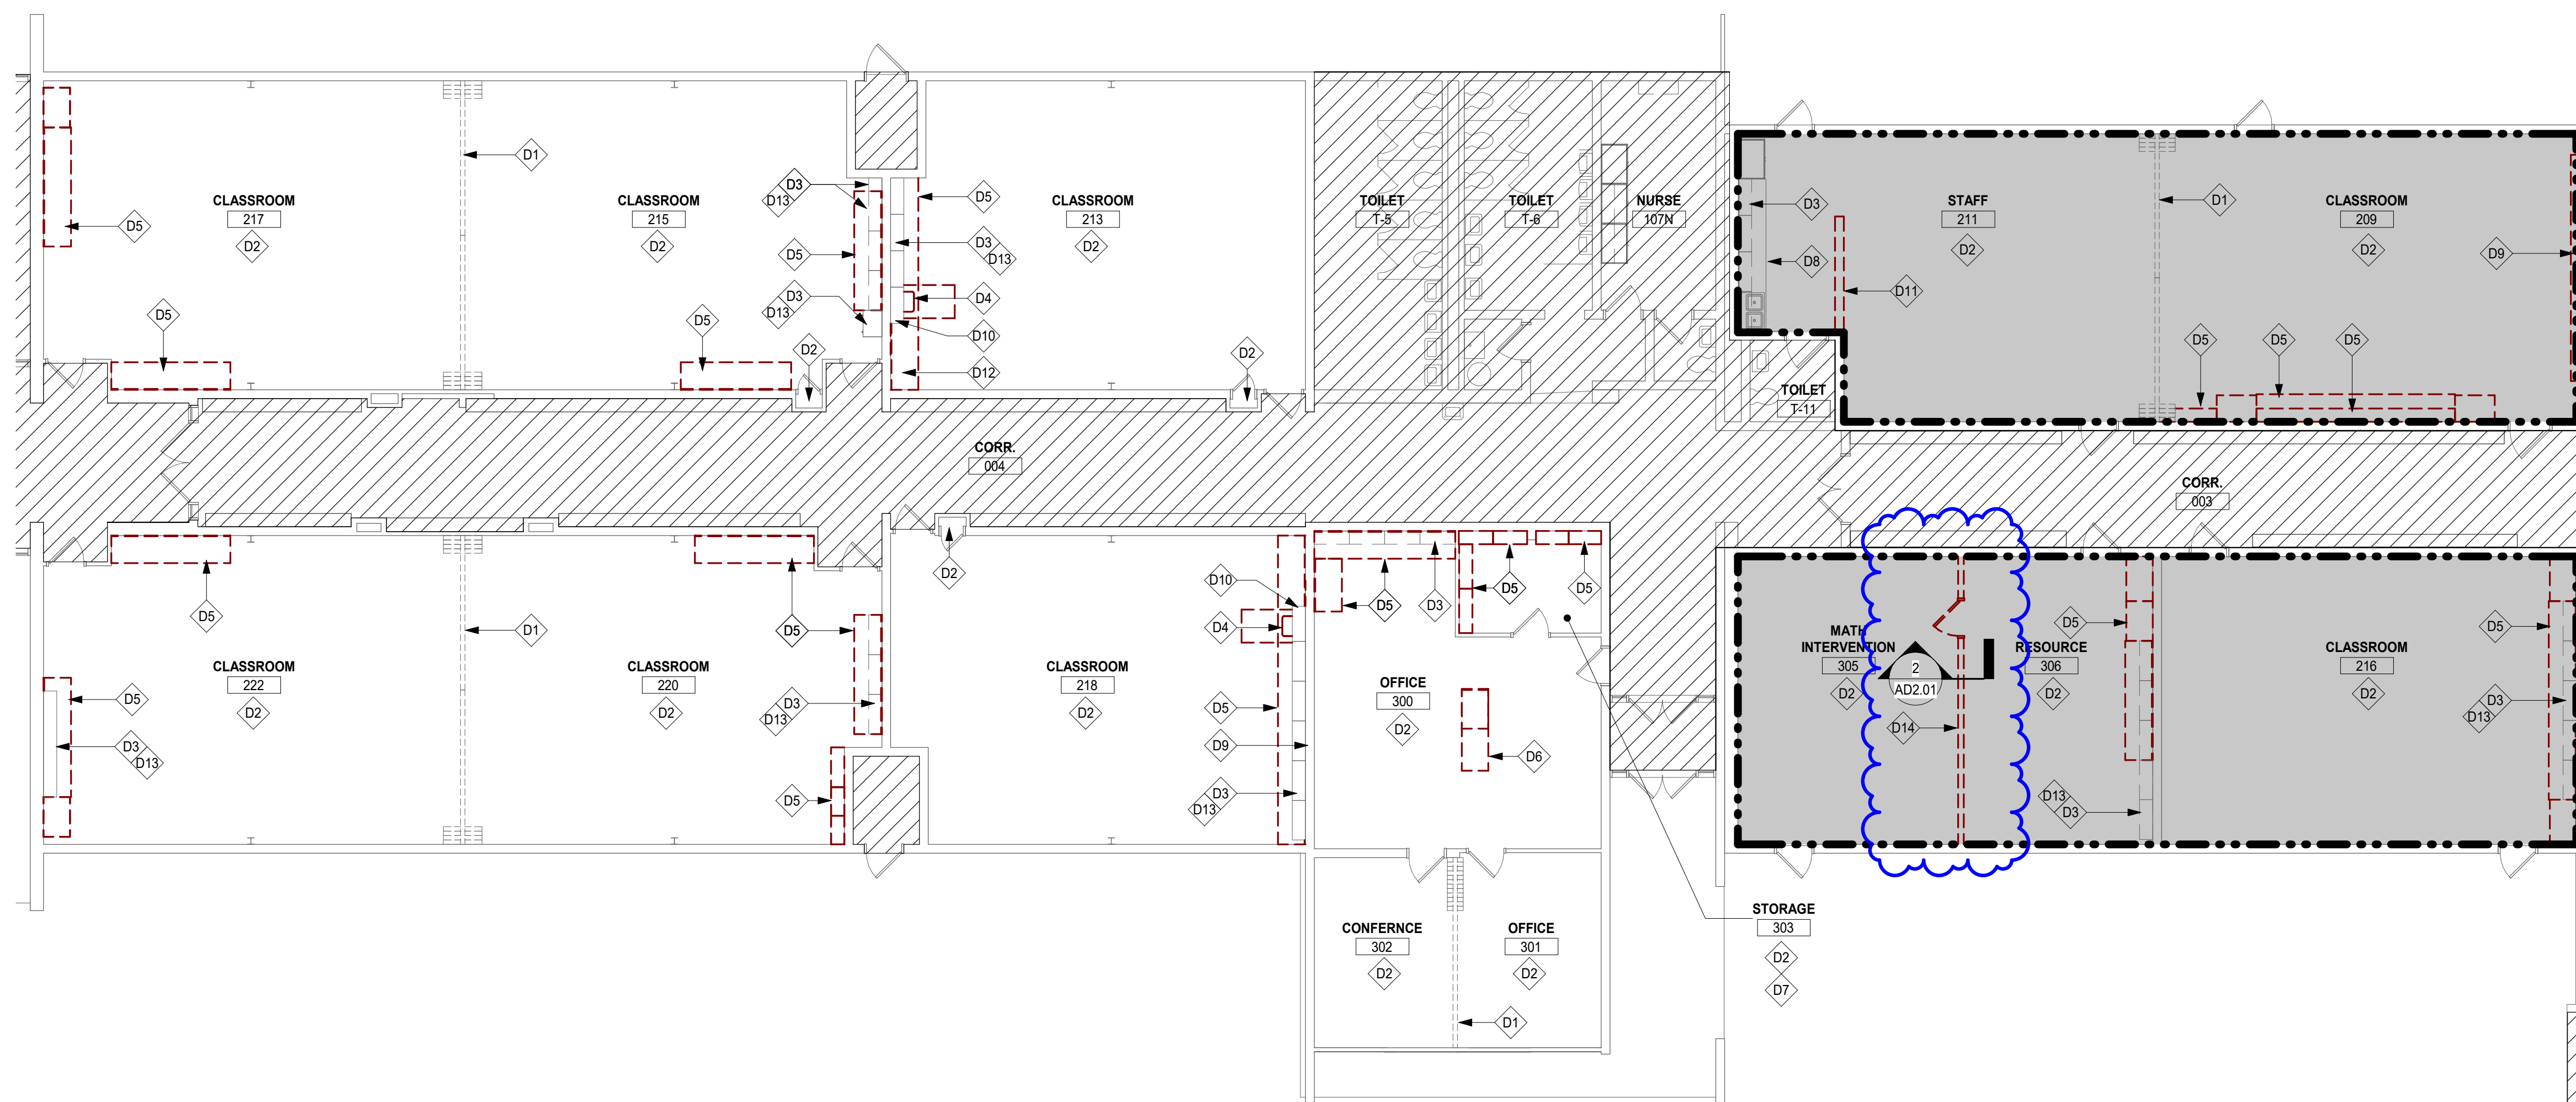 D1
D3
D13
D5
CLASSROOM
217
D2
CLASSROOM
215
D2
CLASSROOM
213
D2
D5
D5
D3
D13
D5
D3
D13
D4
D10
D12
D5
D5
D2
D2
TOILET
T-5
TOILET
T-6
NURSE
107N
TOILET
T-11
D3
D8
D11
STAFF
211
D2
D1
CLASSROOM
209
D2
D9
D5
D5
D5
CORR.
004
CORR.
003
D5
D1
D5
D2
CLASSROOM
222
D2
D5
D3
D13
CLASSROOM
220
D2
D3
D13
D5
CLASSROOM
218
D2
D10
D4
D5
D9
D3
D13
D5
D5
D3
D5
D5
OFFICE
300
D2
D6
CONFERNCE
302
D2
OFFICE
301
D2
D1
STORAGE
303
D2
D7
MATH
INTERVENTION
305
D2
2
AD2.01
D14
RESOURCE
306
D2
D5
D13
D3
CLASSROOM
216
D2
D5
D3
D13